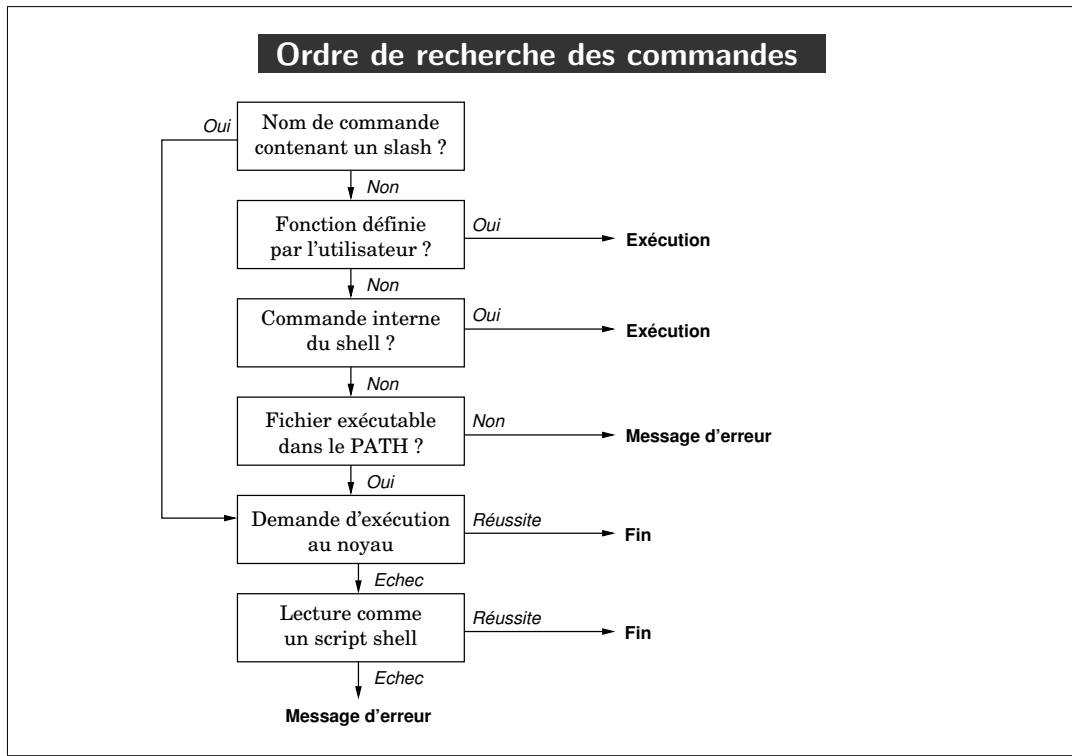 Ordre de recherche des commandes
Oui
Nom de commande
contenant un slash ?
Non
Fonction définie
par l'utilisateur ?
Oui
Exécution
Non
Commande interne
du shell ?
Oui
Exécution
Non
Fichier exécutable
dans le PATH ?
Non
Message d'erreur
Oui
Demande d'exécution
au noyau
Réussite
Fin
Echec
Lecture comme
un script shell
Réussite
Fin
Echec
Message d'erreur